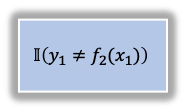 𝕀(y₁ ≠ f₂(x₁))